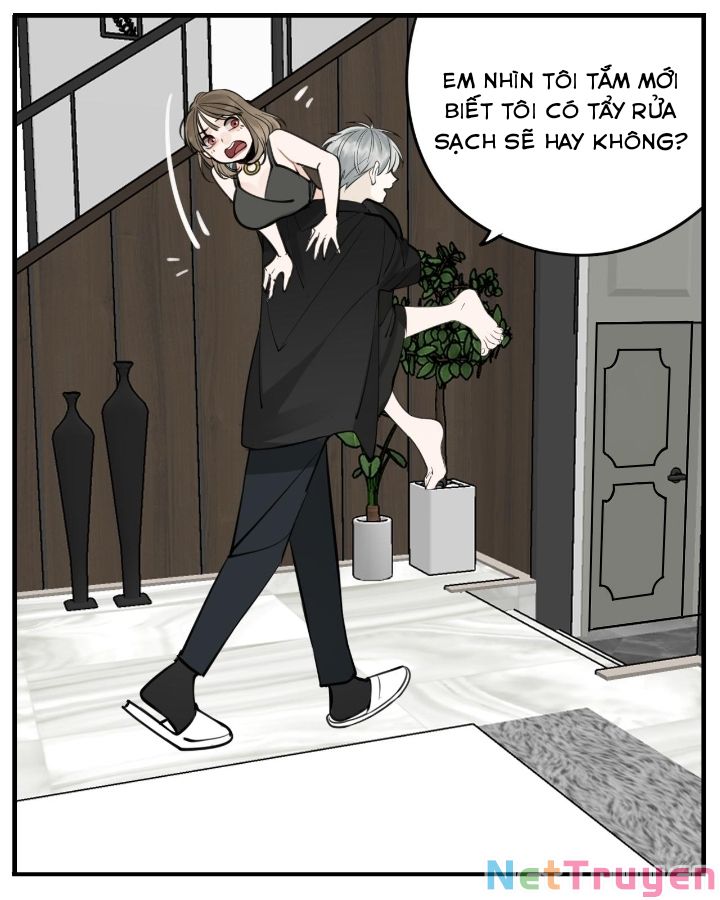 EM NHÌN TÔI TẮM MỚI
BIẾT TÔI CÓ TẨY RỬA
SẠCH SẼ HAY KHÔNG?
NetTruyen